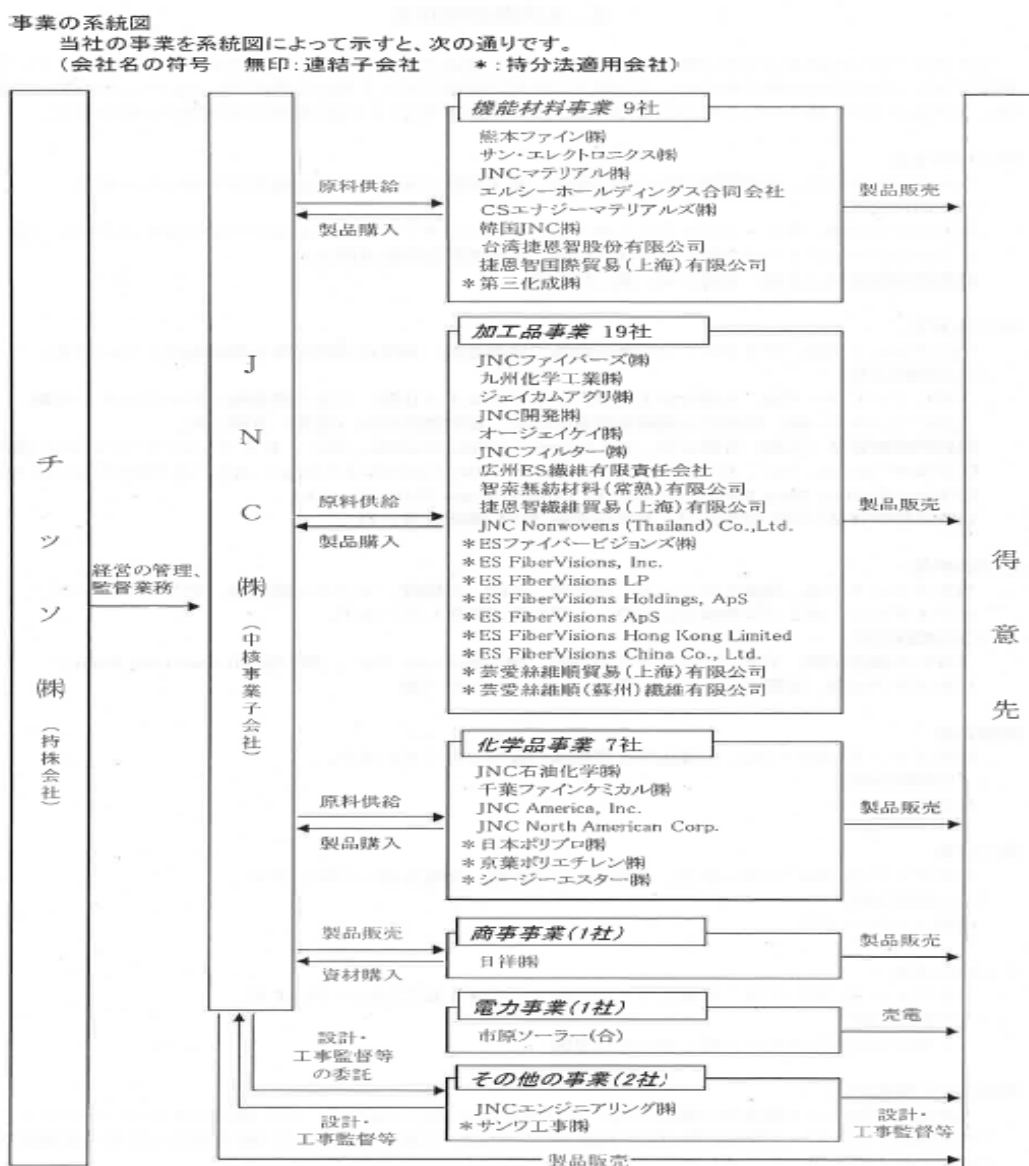 事業の系統図
当社の事業を系統図によって示すと、次の通りです。
(会社名の符号 無印:連結子会社 *:持分法適用会社)
チッソ㈱(持株会社)
経営の管理、
監督業務
JNC㈱(中核事業子会社)
原料供給
製品購入
機能材料事業 9社
熊本ファイン㈱
サン・エレクトロニクス㈱
JNCマテリアル㈱
エルシーホールディングス合同会社
CSエナジーマテリアルズ㈱
韓国JNC㈱
台湾捷恩智股份有限公司
捷恩智国際貿易(上海)有限公司
*第三化成㈱
製品販売
原料供給
製品購入
加工品事業 19社
JNCファイバーズ㈱
九州化学工業㈱
ジェイカムアグリ㈱
JNC開発㈱
オージェイケイ㈱
JNCフィルター㈱
広州ES繊維有限責任会社
智索無紡材料(常熟)有限公司
捷恩智繊維貿易(上海)有限公司
JNC Nonwovens (Thailand) Co.,Ltd.
*ESファイバービジョンズ㈱
*ES FiberVisions, Inc.
*ES FiberVisions LP
*ES FiberVisions Holdings, ApS
*ES FiberVisions ApS
*ES FiberVisions Hong Kong Limited
*ES FiberVisions China Co., Ltd.
*芸愛絲維順貿易(上海)有限公司
*芸愛絲維順(蘇州)繊維有限公司
製品販売
原料供給
製品購入
化学品事業 7社
JNC石油化学㈱
千葉ファインケミカル㈱
JNC America, Inc.
JNC North American Corp.
*日本ポリプロ㈱
*京葉ポリエチレン㈱
*シージーエスター㈱
製品販売
製品販売
資材購入
商事事業(1社)
日祥㈱
製品販売
電力事業(1社)
市原ソーラー(合)
売電
設計・
工事監督等
の委託
設計・
工事監督等
その他の事業(2社)
JNCエンジニアリング㈱
*サンワ工事㈱
設計・
工事監督等
製品販売
得意先